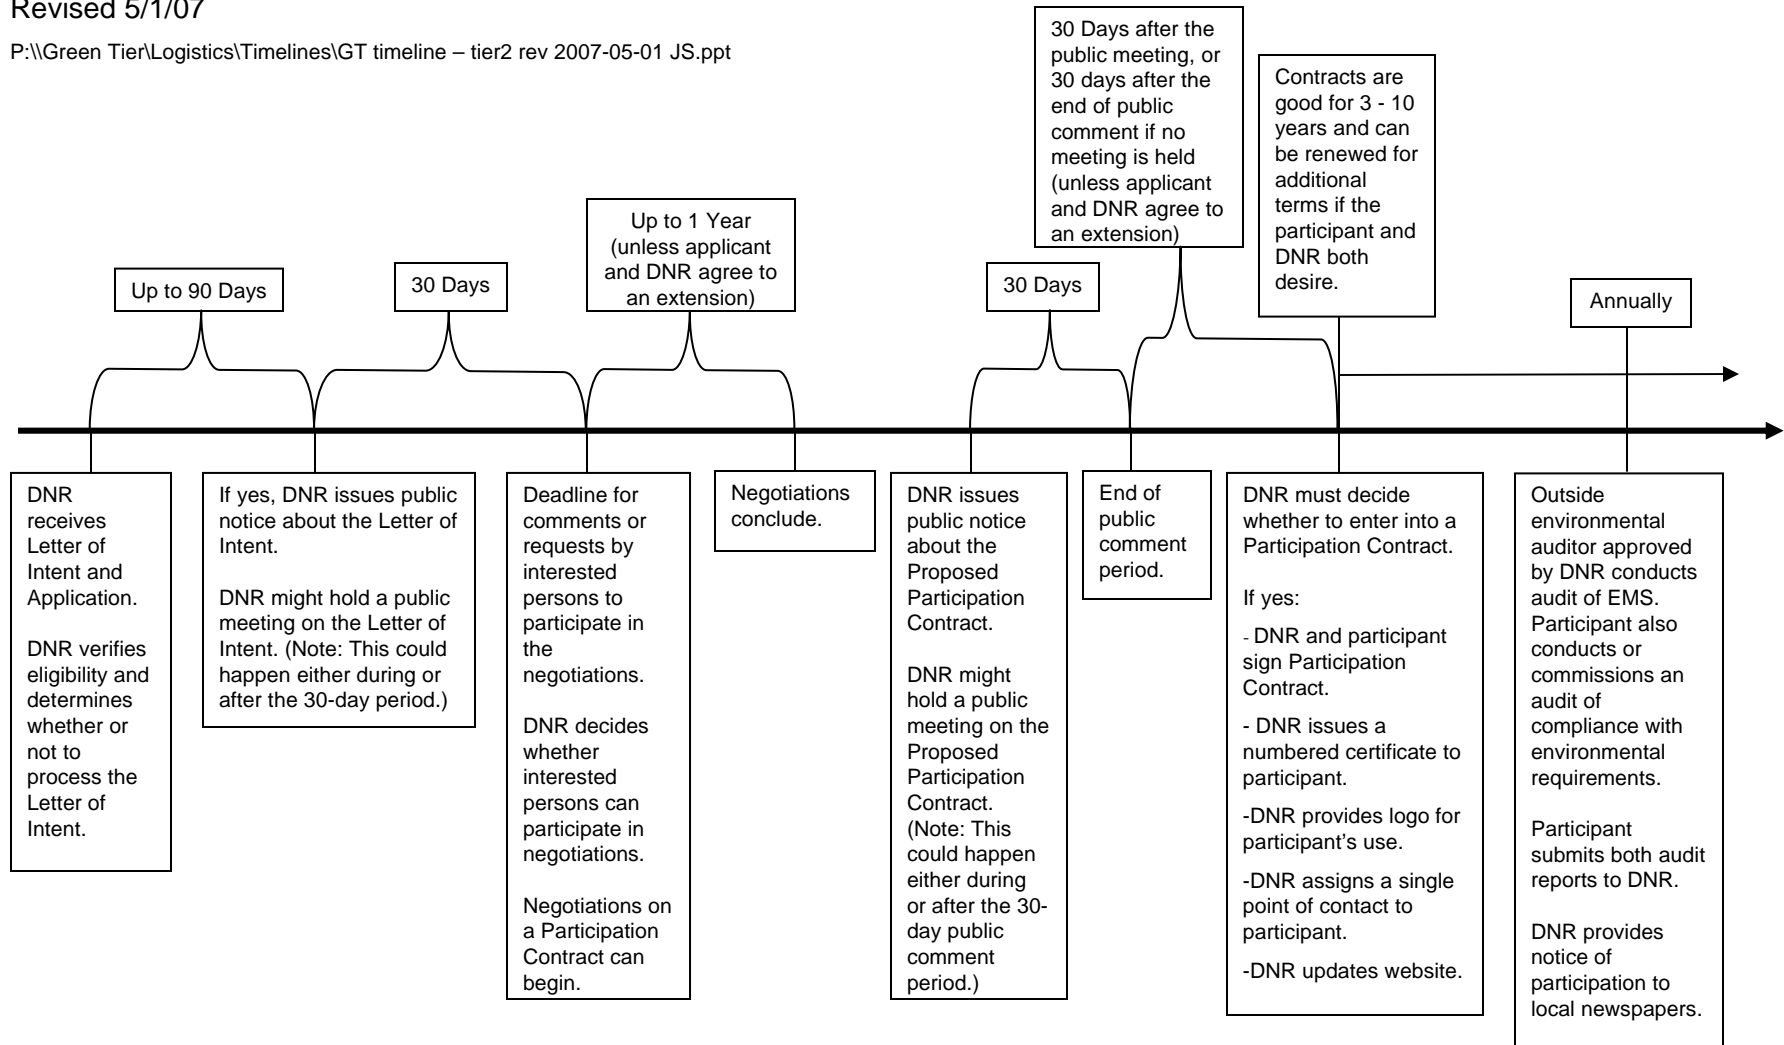 Revised 5/1/07
P:\\Green Tier\Logistics\Timelines\GT timeline – tier2 rev 2007-05-01 JS.ppt
Up to 90 Days
30 Days
Up to 1 Year
(unless applicant
and DNR agree to
an extension)
30 Days
30 Days after the
public meeting, or
30 days after the
end of public
comment if no
meeting is held
(unless applicant
and DNR agree to
an extension)
Contracts are
good for 3 - 10
years and can
be renewed for
additional
terms if the
participant and
DNR both
desire.
Annually
DNR
receives
Letter of
Intent and
Application.
DNR verifies
eligibility and
determines
whether or
not to
process the
Letter of
Intent.
If yes, DNR issues public
notice about the Letter of
Intent.
DNR might hold a public
meeting on the Letter of
Intent. (Note: This could
happen either during or
after the 30-day period.)
Deadline for
comments or
requests by
interested
persons to
participate in
the
negotiations.
DNR decides
whether
interested
persons can
participate in
negotiations.
Negotiations on
a Participation
Contract can
begin.
Negotiations
conclude.
DNR issues
public notice
about the
Proposed
Participation
Contract.
DNR might
hold a public
meeting on the
Proposed
Participation
Contract.
(Note: This
could happen
either during
or after the 30-
day public
comment
period.)
End of
public
comment
period.
DNR must decide
whether to enter into a
Participation Contract.
If yes:
- DNR and participant
sign Participation
Contract.
- DNR issues a
numbered certificate to
participant.
-DNR provides logo for
participant’s use.
-DNR assigns a single
point of contact to
participant.
-DNR updates website.
Outside
environmental
auditor approved
by DNR conducts
audit of EMS.
Participant also
conducts or
commissions an
audit of
compliance with
environmental
requirements.
Participant
submits both audit
reports to DNR.
DNR provides
notice of
participation to
local newspapers.